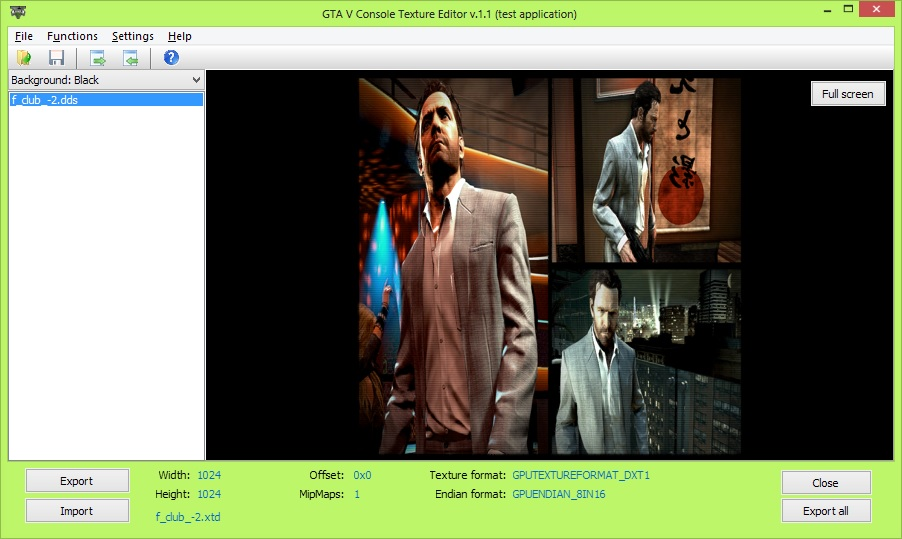 GTA V Console Texture Editor v.1.1 (test application)
File Functions Settings Help
Background: Black
f_club_-2.dds
Full screen
Export
Import
Width: 1024
Height: 1024
f_club_-2.xtd
Offset: 0x0
MipMaps: 1
Texture format: GPUTEXTUREFORMAT_DXT1
Endian format: GPUENDIAN_8IN16
Close
Export all